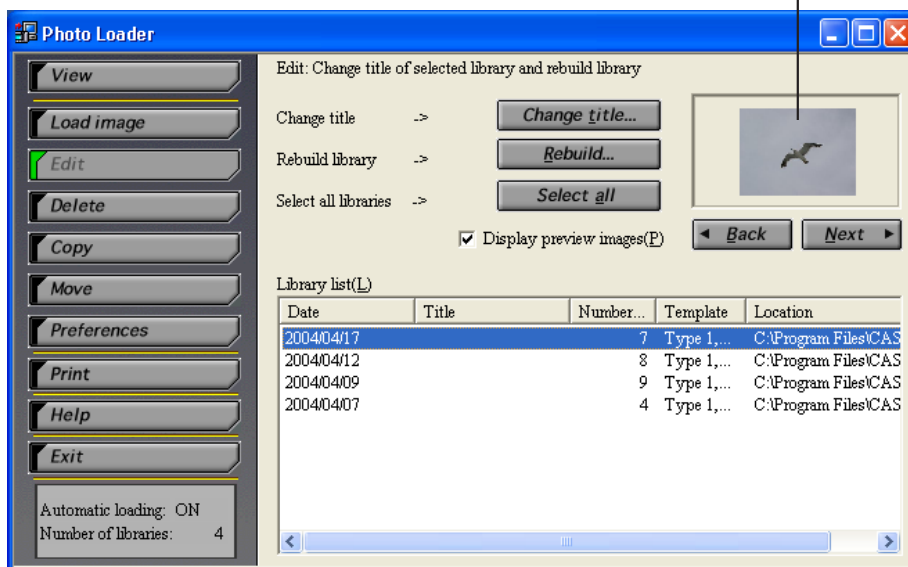 Photo Loader
View
Load image
Edit
Delete
Copy
Move
Preferences
Print
Help
Exit
Automatic loading: ON
Number of libraries: 4
Edit: Change title of selected library and rebuild library
Change title -> Change title...
Rebuild library -> Rebuild...
Select all libraries -> Select all
Display preview images(P)
Back Next
Library list(L)
Date Title Number... Template Location
2004/04/17 7 Type 1,... C:\Program Files\CAS
2004/04/12 8 Type 1,... C:\Program Files\CAS
2004/04/09 9 Type 1,... C:\Program Files\CAS
2004/04/07 4 Type 1,... C:\Program Files\CAS